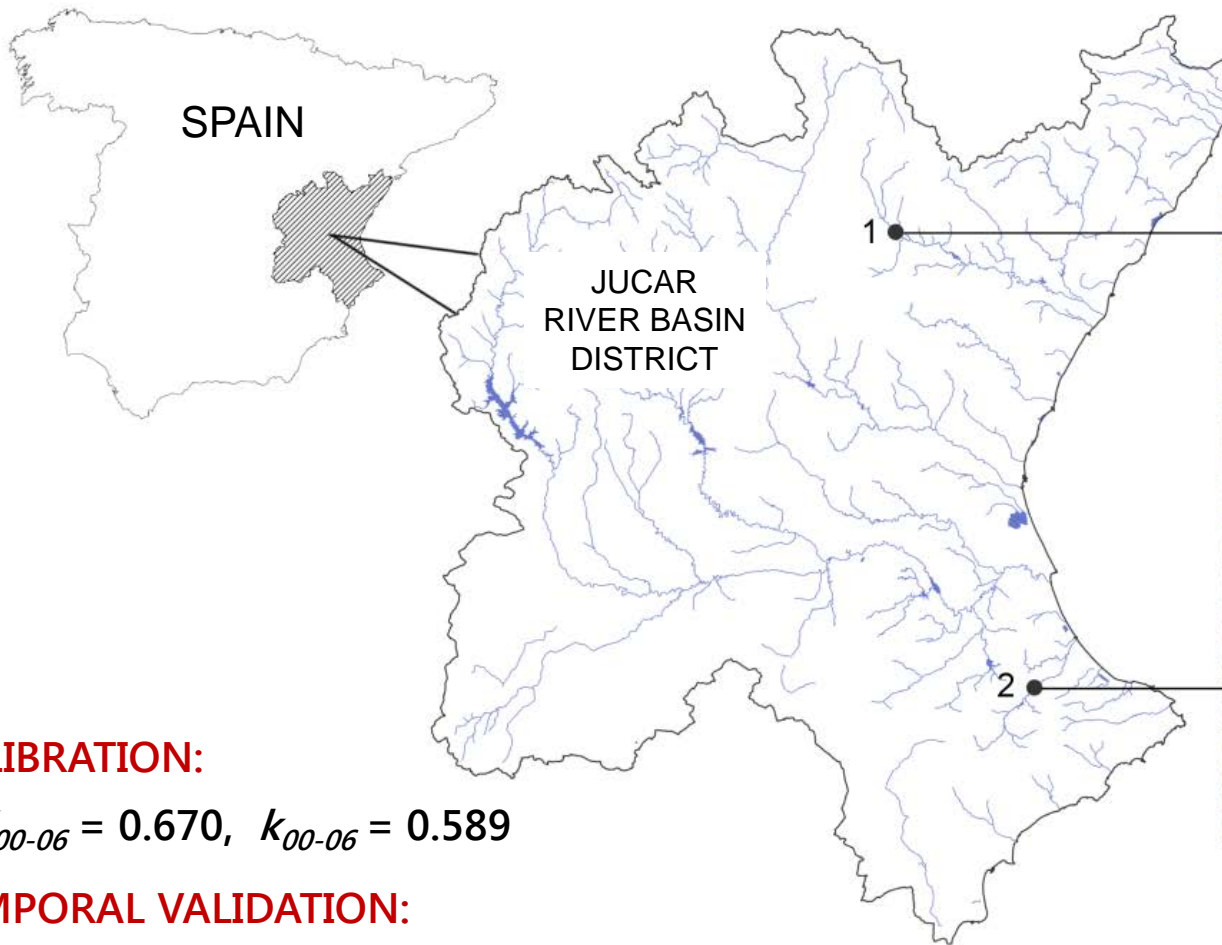 SPAIN
JUCAR
RIVER BASIN
DISTRICT
1
2
LIBRATION:
00-06 = 0.670, k00-06 = 0.589
MPORAL VALIDATION: